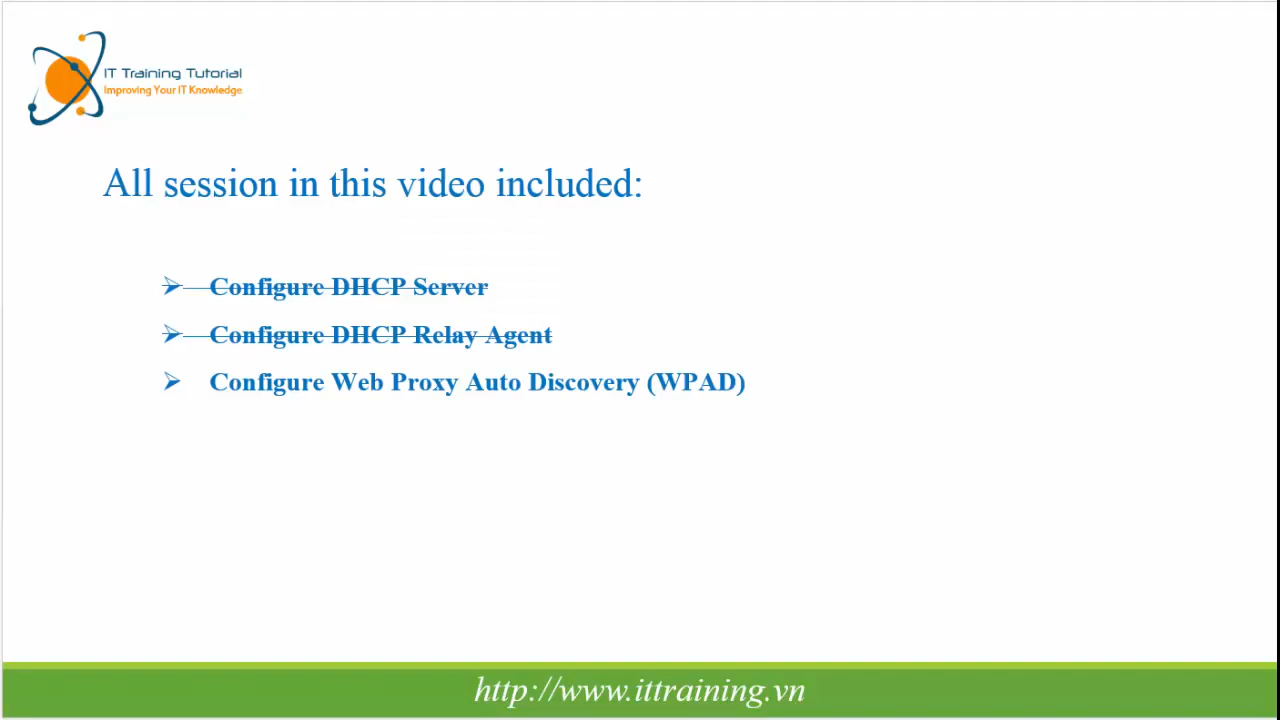 IT Training Tutorial
Improving Your IT Knowledge
All session in this video included:
Configure DHCP Server
Configure DHCP Relay Agent
Configure Web Proxy Auto Discovery (WPAD)
http://www.ittraining.vn